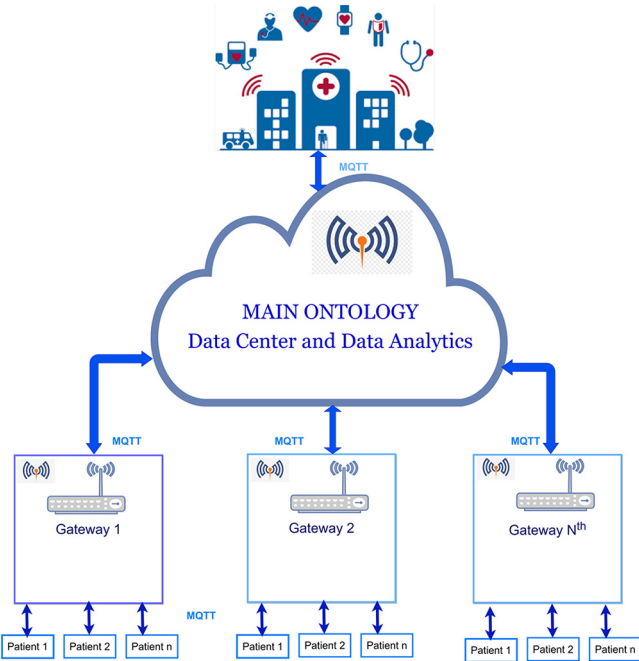 MQTT
MAIN ONTOLOGY
Data Center and Data Analytics
MQTT
MQTT
MQTT
Gateway 1
Gateway 2
Gateway Nth
MQTT
Patient 1
Patient 2
Patient n
Patient 1
Patient 2
Patient n
Patient 1
Patient 2
Patient n